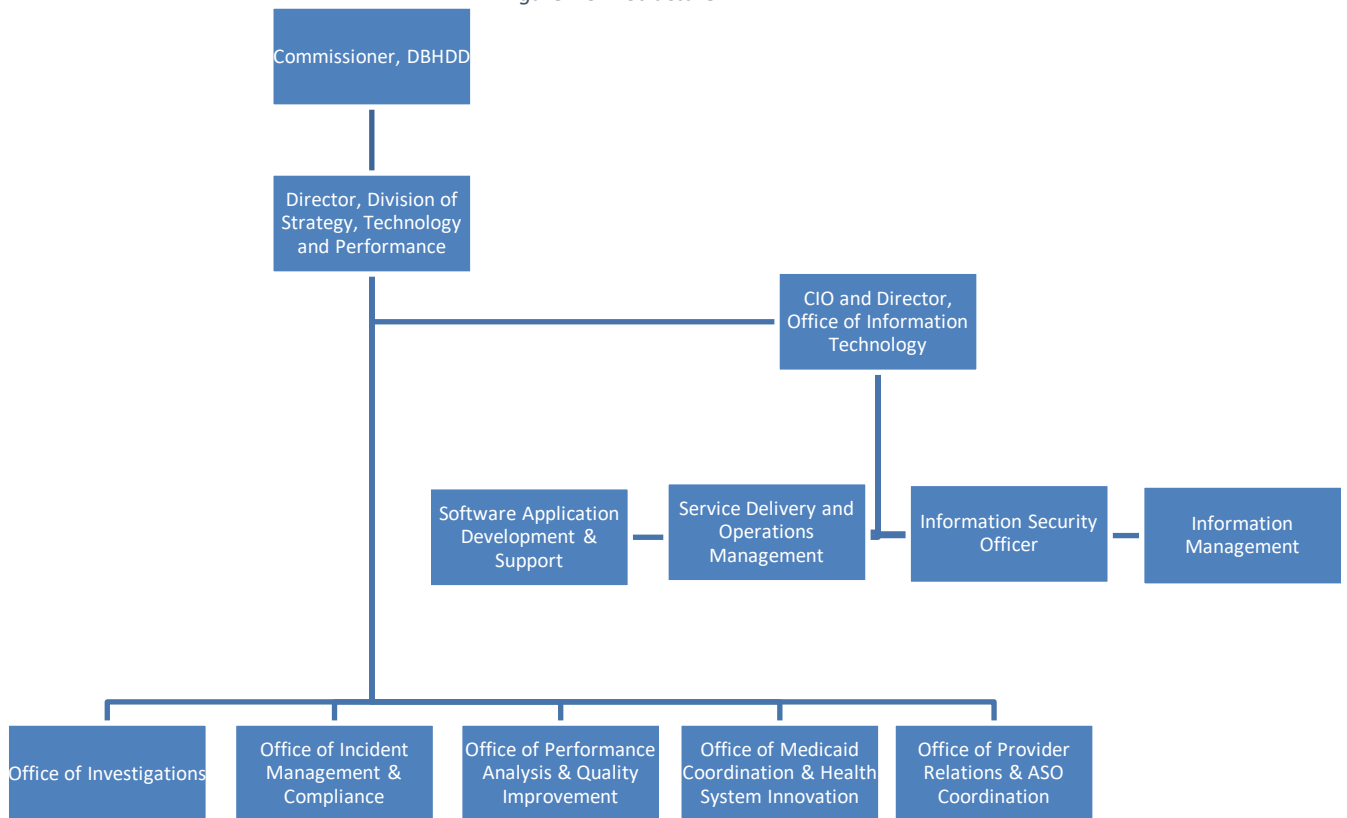 Commissioner, DBHDD
Director, Division of
Strategy, Technology
and Performance
CIO and Director,
Office of Information
Technology
Software Application
Development &
Support
Service Delivery and
Operations
Management
Information Security
Officer
Information
Management
Office of Investigations
Office of Incident
Management &
Compliance
Office of Performance
Analysis & Quality
Improvement
Office of Medicaid
Coordination & Health
System Innovation
Office of Provider
Relations & ASO
Coordination